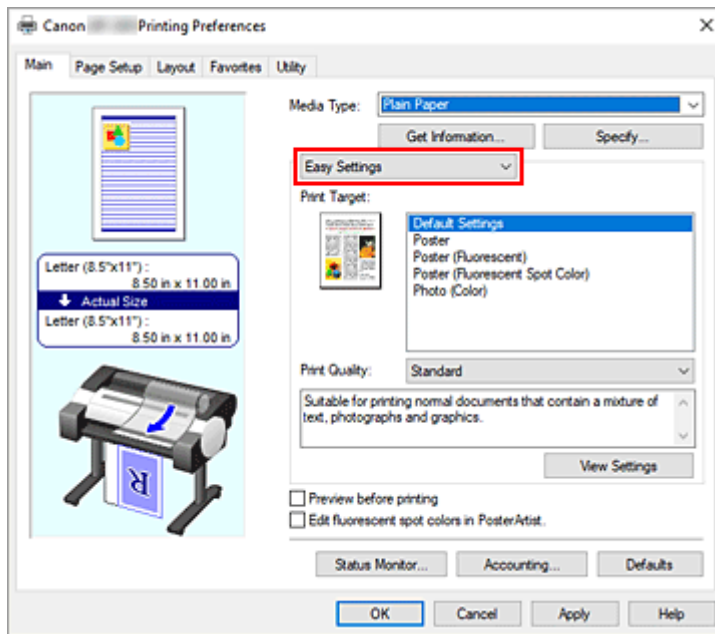 Canon Printing Preferences
Main Page Setup Layout Favorites Utility
Media Type: Plain Paper
Get Information... Specify...
Easy Settings
Print Target:
Default Settings
Poster
Poster (Fluorescent)
Poster (Fluorescent Spot Color)
Photo (Color)
Letter (8.5"x11") :
8.50 in x 11.00 in
Actual Size
Letter (8.5"x11") :
8.50 in x 11.00 in
R
Print Quality: Standard
Suitable for printing normal documents that contain a mixture of
text, photographs and graphics.
View Settings
Preview before printing
Edit fluorescent spot colors in PosterArtist.
Status Monitor... Accounting... Defaults
OK Cancel Apply Help